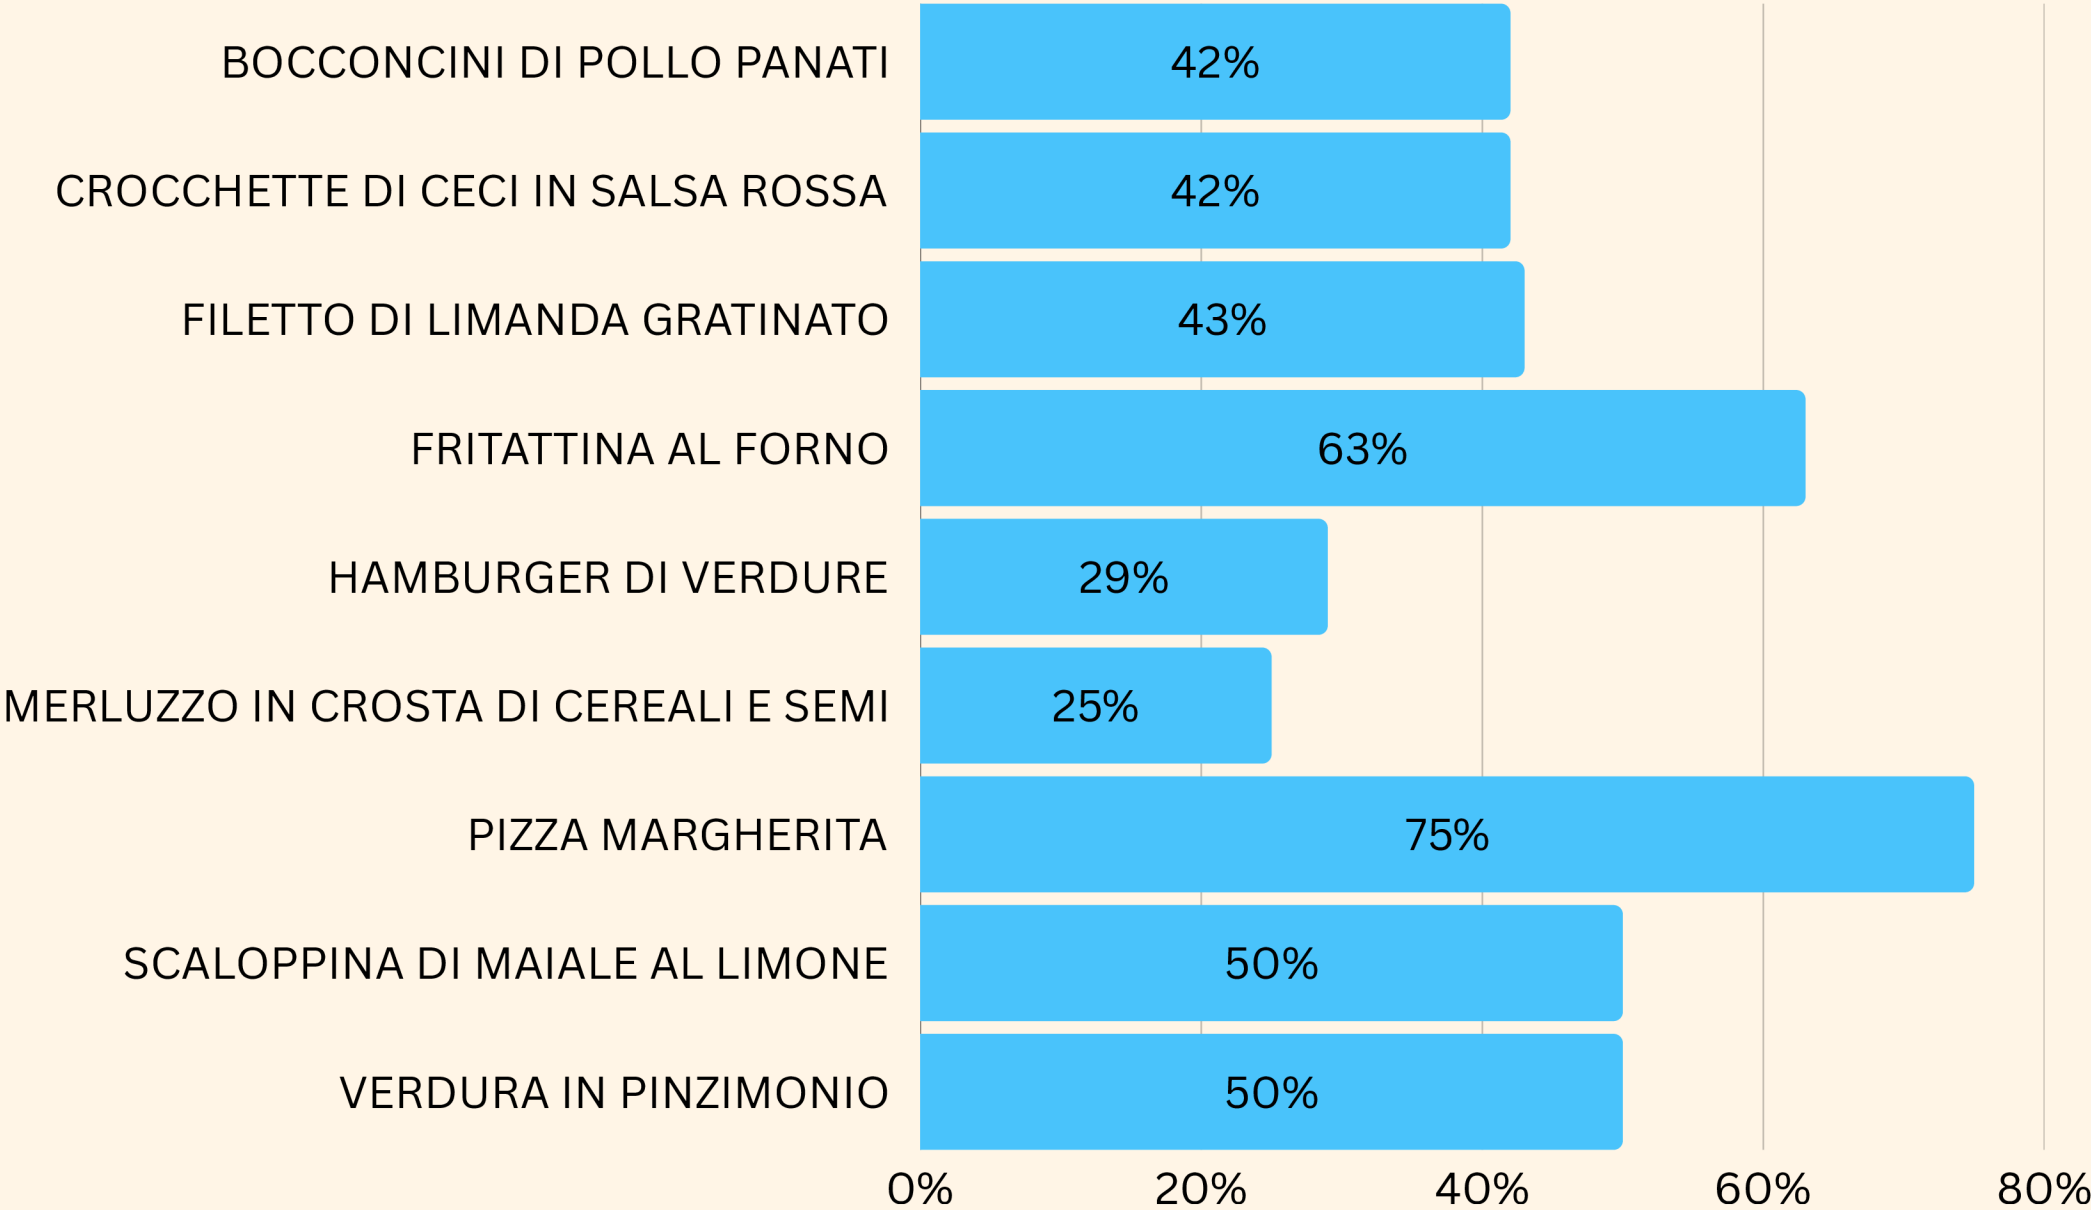 BOCCONCINI DI POLLO PANATI 42%
CROCCHETTE DI CECI IN SALSA ROSSA 42%
FILETTO DI LIMANDA GRATINATO 43%
FRITATTINA AL FORNO 63%
HAMBURGER DI VERDURE 29%
MERLUZZO IN CROSTA DI CEREALI E SEMI 25%
PIZZA MARGHERITA 75%
SCALOPPINA DI MAIALE AL LIMONE 50%
VERDURA IN PINZIMONIO 50%
0% 20% 40% 60% 80%